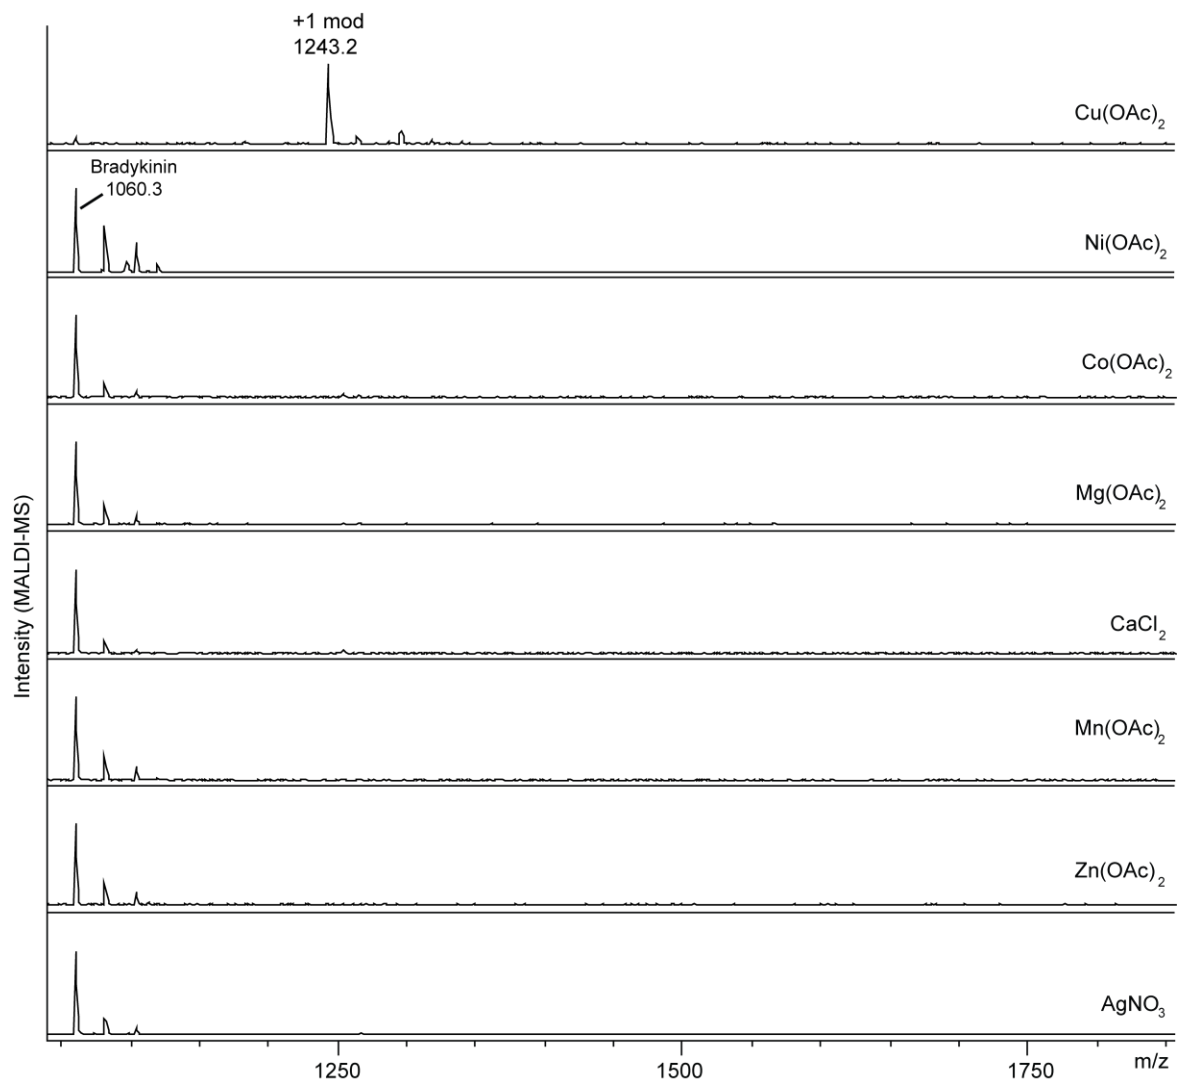 +1 mod
1243.2
Cu(OAc)₂
Bradykinin
1060.3
Ni(OAc)₂
Co(OAc)₂
Mg(OAc)₂
Intensity (MALDI-MS)
CaCl₂
Mn(OAc)₂
Zn(OAc)₂
AgNO₃
1250
1500
1750
m/z